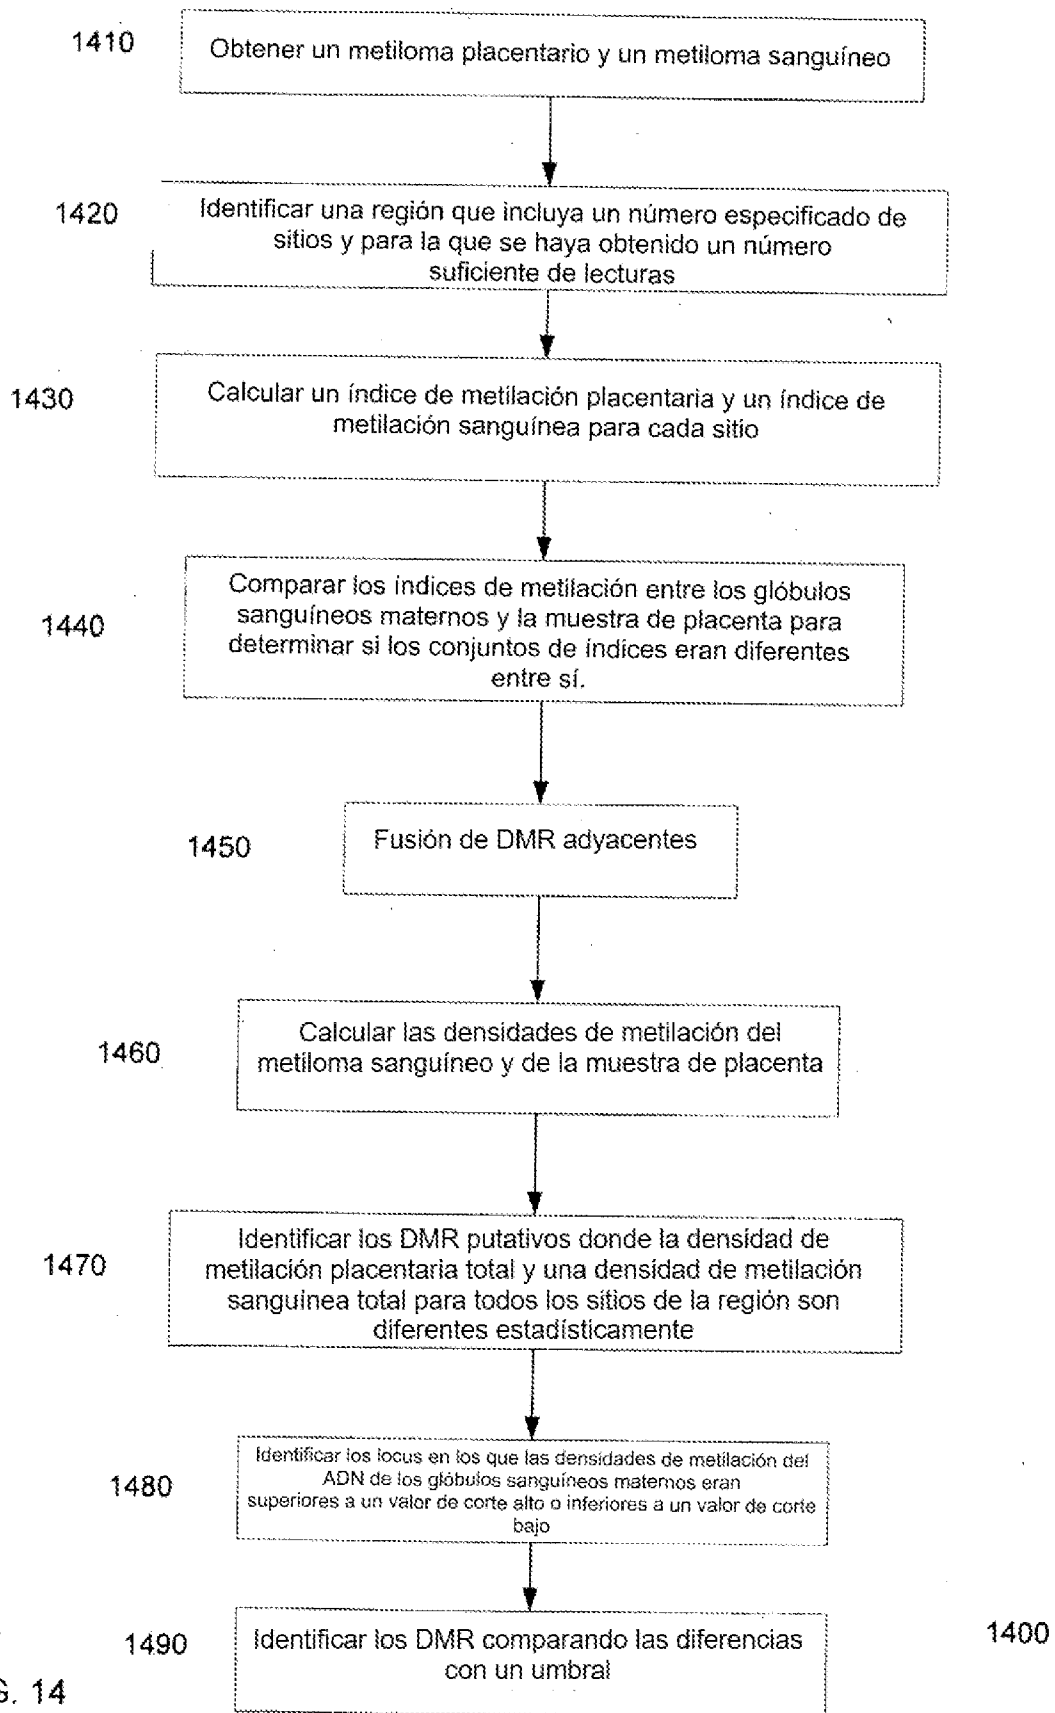 1410
Obtener un metiloma placentario y un metiloma sanguíneo
1420
Identificar una región que incluya un número especificado de
sitios y para la que se haya obtenido un número
suficiente de lecturas
1430
Calcular un índice de metilación placentaria y un índice de
metilación sanguínea para cada sitio
1440
Comparar los índices de metilación entre los glóbulos
sanguíneos maternos y la muestra de placenta para
determinar si los conjuntos de índices eran diferentes
entre sí.
1450
Fusión de DMR adyacentes
1460
Calcular las densidades de metilación del
metiloma sanguíneo y de la muestra de placenta
1470
Identificar los DMR putativos donde la densidad de
metilación placentaria total y una densidad de metilación
sanguínea total para todos los sitios de la región son
diferentes estadísticamente
1480
Identificar los locus en los que las densidades de metilación del
ADN de los glóbulos sanguíneos maternos eran
superiores a un valor de corte alto o inferiores a un valor de corte
bajo
1490
Identificar los DMR comparando las diferencias
con un umbral
1400
G. 14